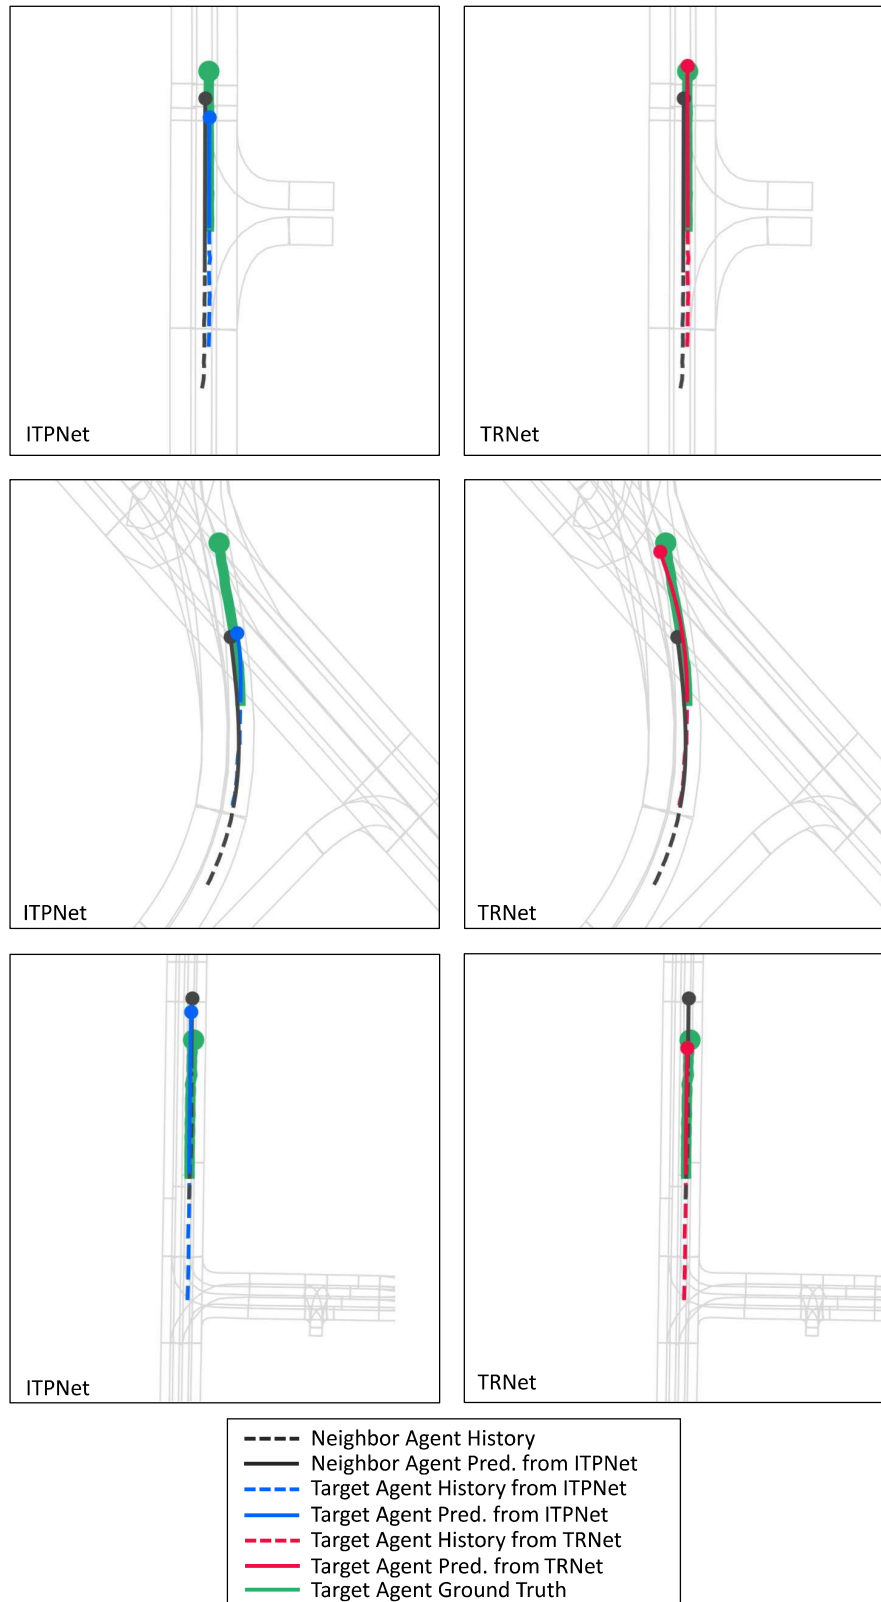 ITPNet
TRNet
ITPNet
TRNet
ITPNet
TRNet
Neighbor Agent History
Neighbor Agent Pred. from ITPNet
Target Agent History from ITPNet
Target Agent Pred. from ITPNet
Target Agent History from TRNet
Target Agent Pred. from TRNet
Target Agent Ground Truth